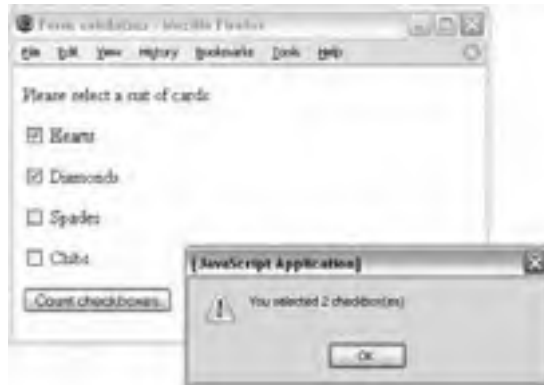 Form validation - Mozilla Firefox
File Edit View History Bookmarks Tools Help
Please select a suit of cards
Hearts
Diamonds
Spades
Clubs
Count checkboxes
[JavaScript Application]
You selected 2 checkbox(es)
OK